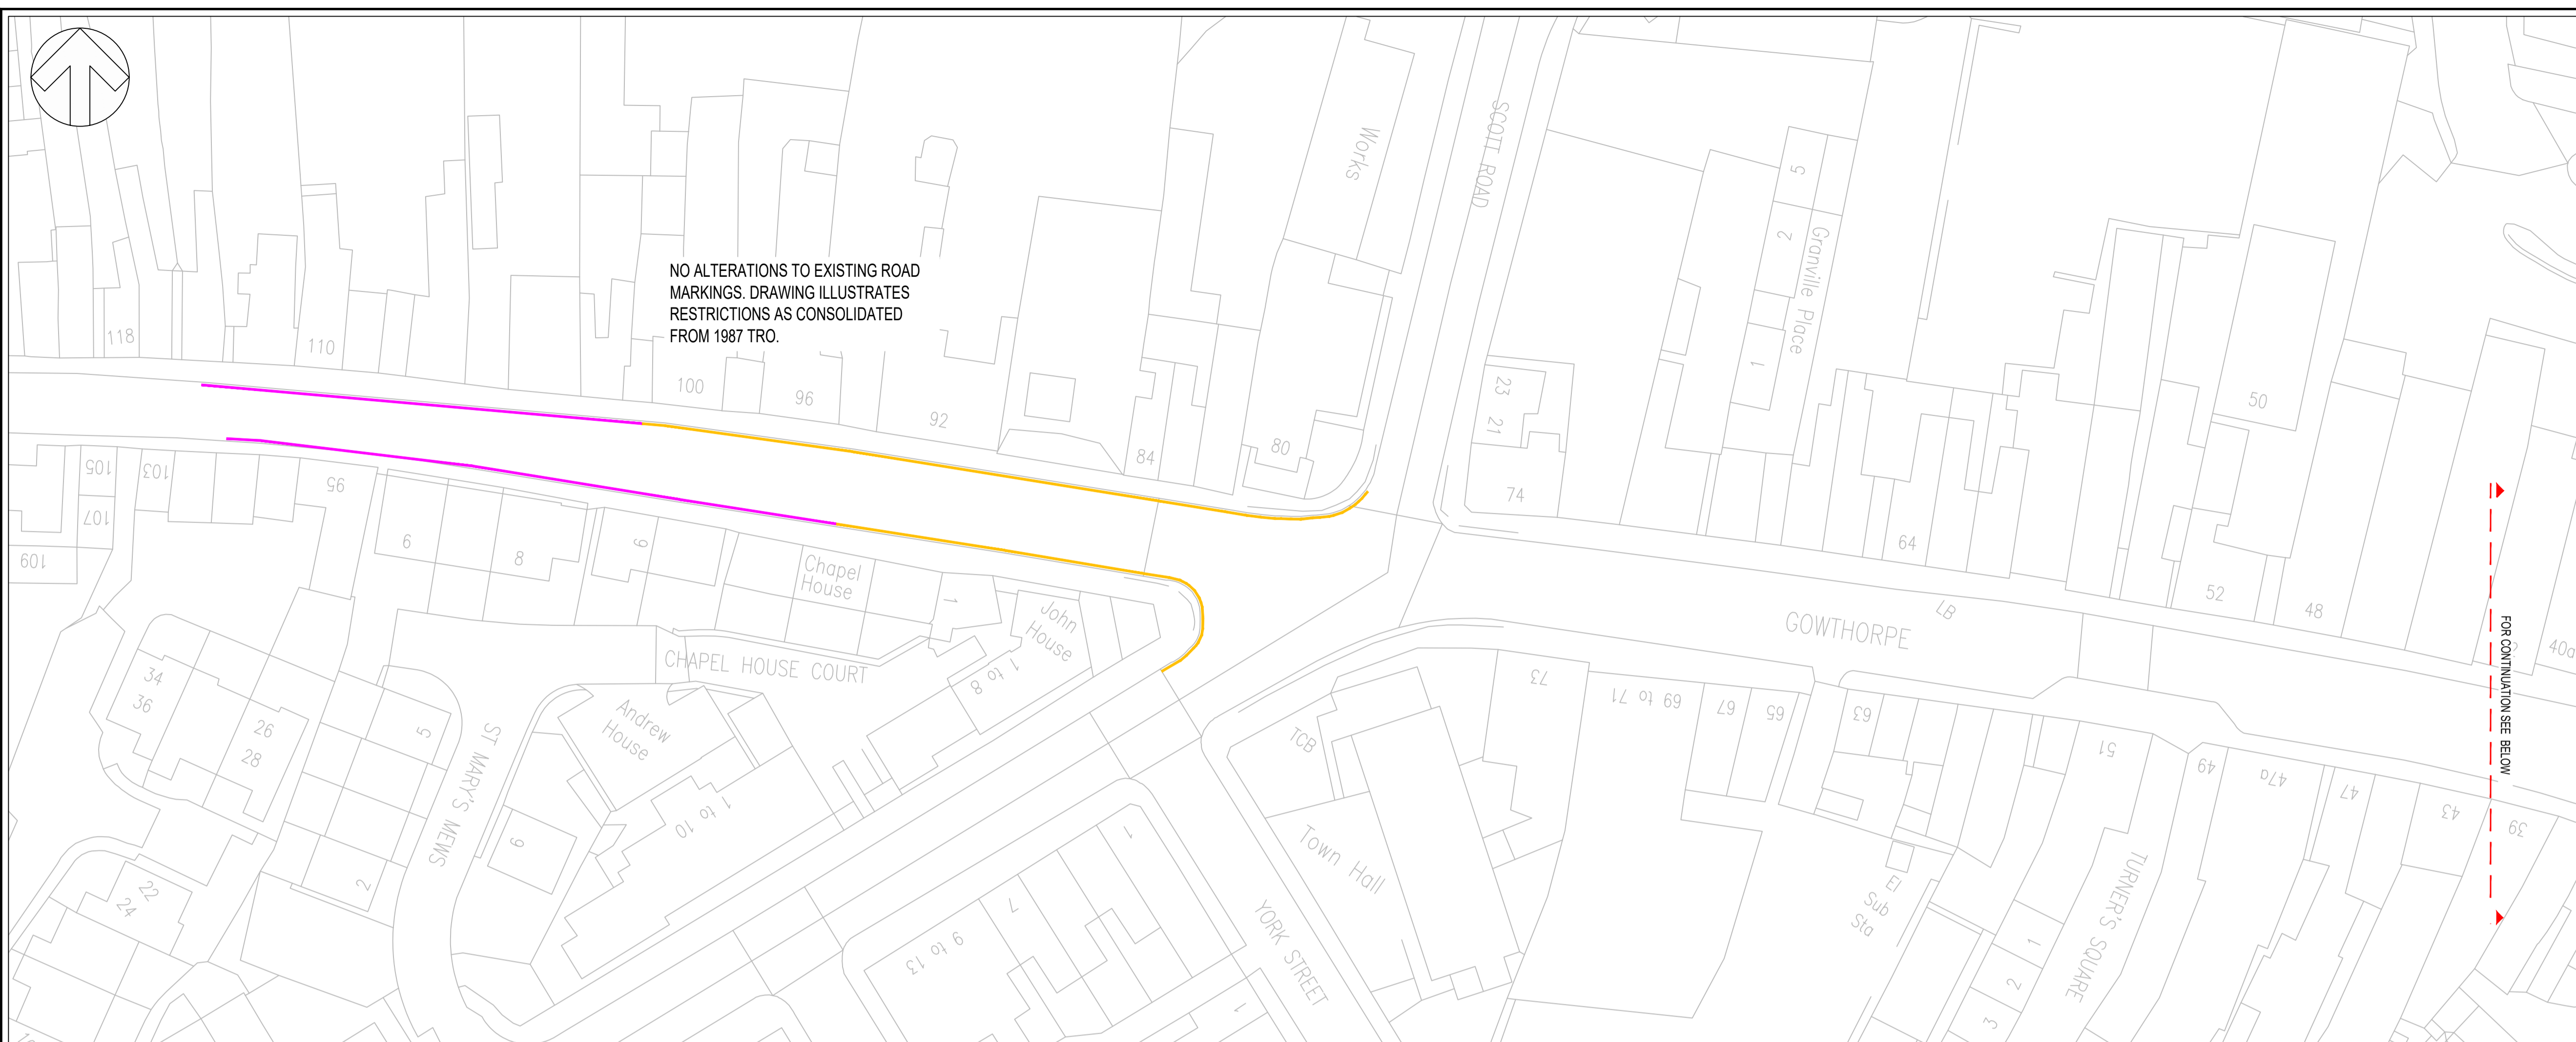 NO ALTERATIONS TO EXISTING ROAD
MARKINGS. DRAWING ILLUSTRATES
RESTRICTIONS AS CONSOLIDATED
FROM 1987 TRO.
Works
SCOTT ROAD
5
2
Granville Place
1
118
110
100
96
92
84
80
23
21
74
64
50
52
48
40a
FOR CONTINUATION SEE BELOW
105
103
107
109
95
6
8
9
Chapel
House
1
John
House
1 to 8
CHAPEL HOUSE COURT
GOWTHORPE
LB
34
36
26
28
5
2
22
24
ST MARY'S MEWS
Andrew
House
1 to 10
9
TCB
Town Hall
73
69 to 71
67
65
63
51
49
47a
47
43
39
1
7
9 to 13
1
YORK STREET
El
Sub
Sta
TURNER'S SQUARE
1
2
3